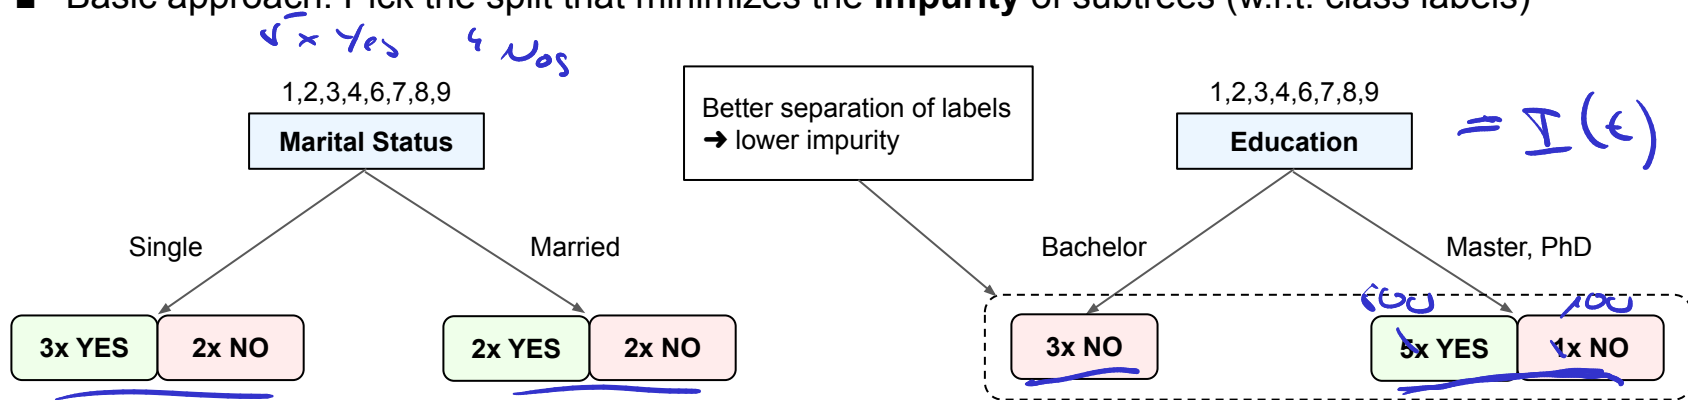 ■ Basic approach: Pick the split that minimizes the impurity of subtrees (w.r.t. class labels)
5x Yes 4 Nos
1,2,3,4,6,7,8,9
Marital Status
Single
Married
3x YES
2x NO
2x YES
2x NO
Better separation of labels
➜ lower impurity
1,2,3,4,6,7,8,9
Education
= I(t)
Bachelor
Master, PhD
3x NO
5x YES
100
1x NO